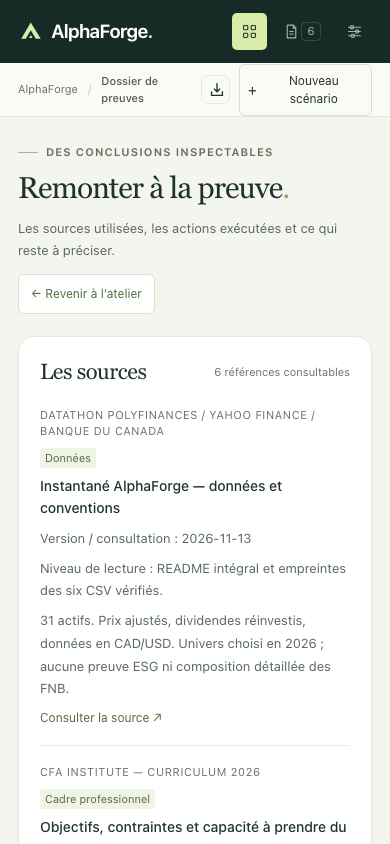 AlphaForge.
6
AlphaForge / Dossier de preuves
+ Nouveau scénario
DES CONCLUSIONS INSPECTABLES
Remonter à la preuve.
Les sources utilisées, les actions exécutées et ce qui
reste à préciser.
← Revenir à l'atelier
Les sources
6 références consultables
DATATHON POLYFINANCES / YAHOO FINANCE /
BANQUE DU CANADA
Données
Instantané AlphaForge — données et
conventions
Version / consultation : 2026-11-13
Niveau de lecture : README intégral et empreintes
des six CSV vérifiés.
31 actifs. Prix ajustés, dividendes réinvestis,
données en CAD/USD. Univers choisi en 2026 ;
aucune preuve ESG ni composition détaillée des
FNB.
Consulter la source ↗
CFA INSTITUTE — CURRICULUM 2026
Cadre professionnel
Objectifs, contraintes et capacité à prendre du